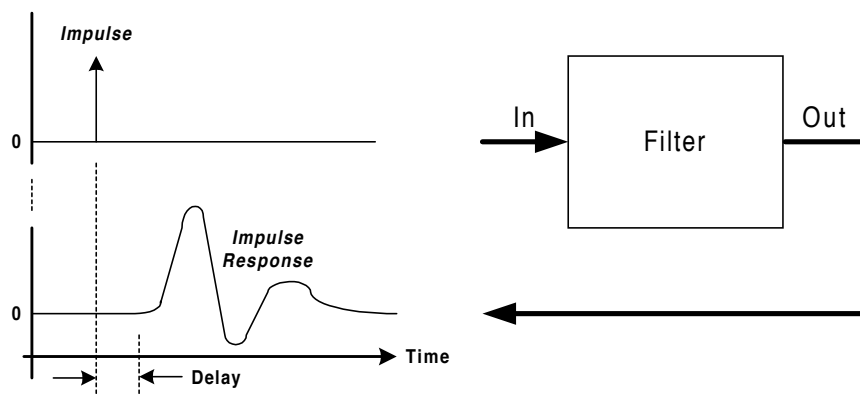 Impulse
0
Impulse
Response
0
Time
Delay
In
Filter
Out